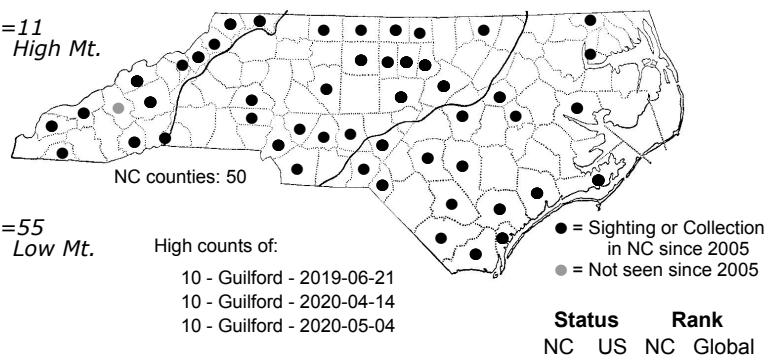 =11
High Mt.
NC counties: 50
=55
Low Mt.
High counts of:
10 - Guilford - 2019-06-21
10 - Guilford - 2020-04-14
10 - Guilford - 2020-05-04
● = Sighting or Collection
in NC since 2005
● = Not seen since 2005
Status Rank
NC US NC Global